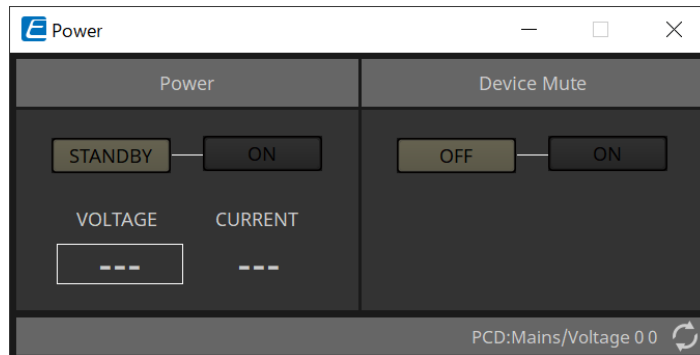 Power
Power
Device Mute
STANDBY
ON
OFF
ON
VOLTAGE
CURRENT
---
---
PCD:Mains/Voltage 0 0